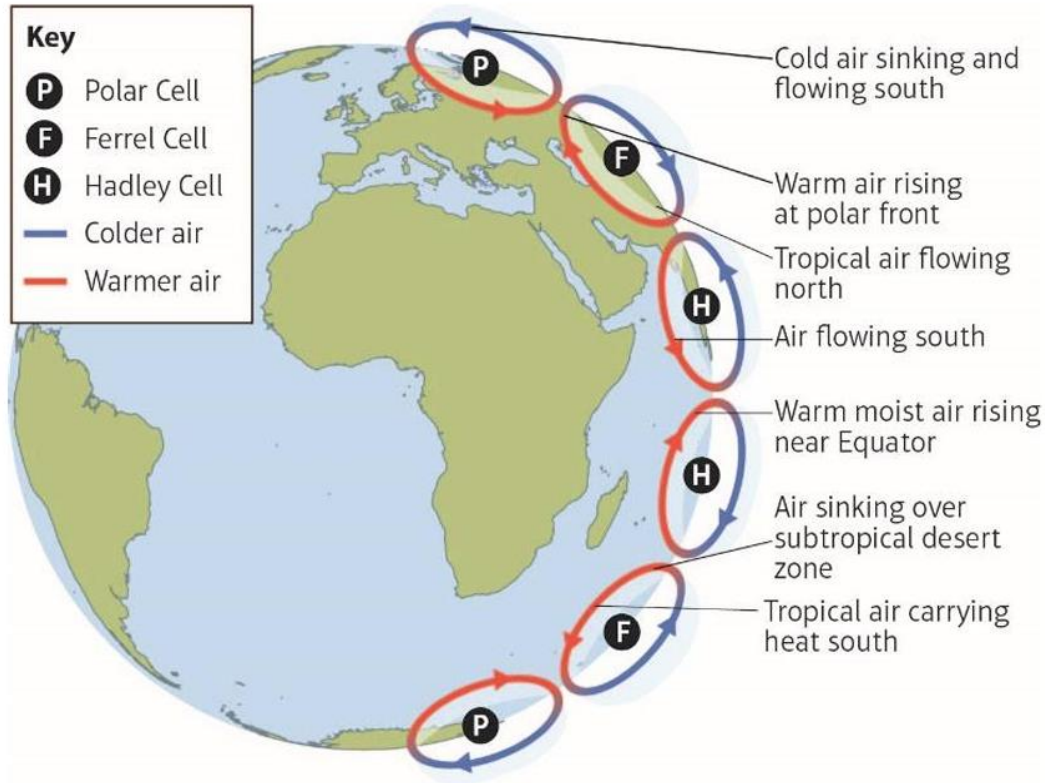 Key
P Polar Cell
F Ferrel Cell
H Hadley Cell
Colder air
Warmer air
P
F
H
H
F
P
Cold air sinking and
flowing south
Warm air rising
at polar front
Tropical air flowing
north
Air flowing south
Warm moist air rising
near Equator
Air sinking over
subtropical desert
zone
Tropical air carrying
heat south